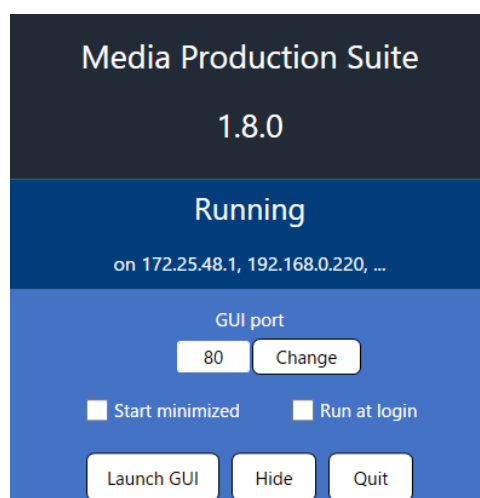 Media Production Suite
1.8.0
Running
on 172.25.48.1, 192.168.0.220, ...
GUI port
80 Change
Start minimized Run at login
Launch GUI Hide Quit